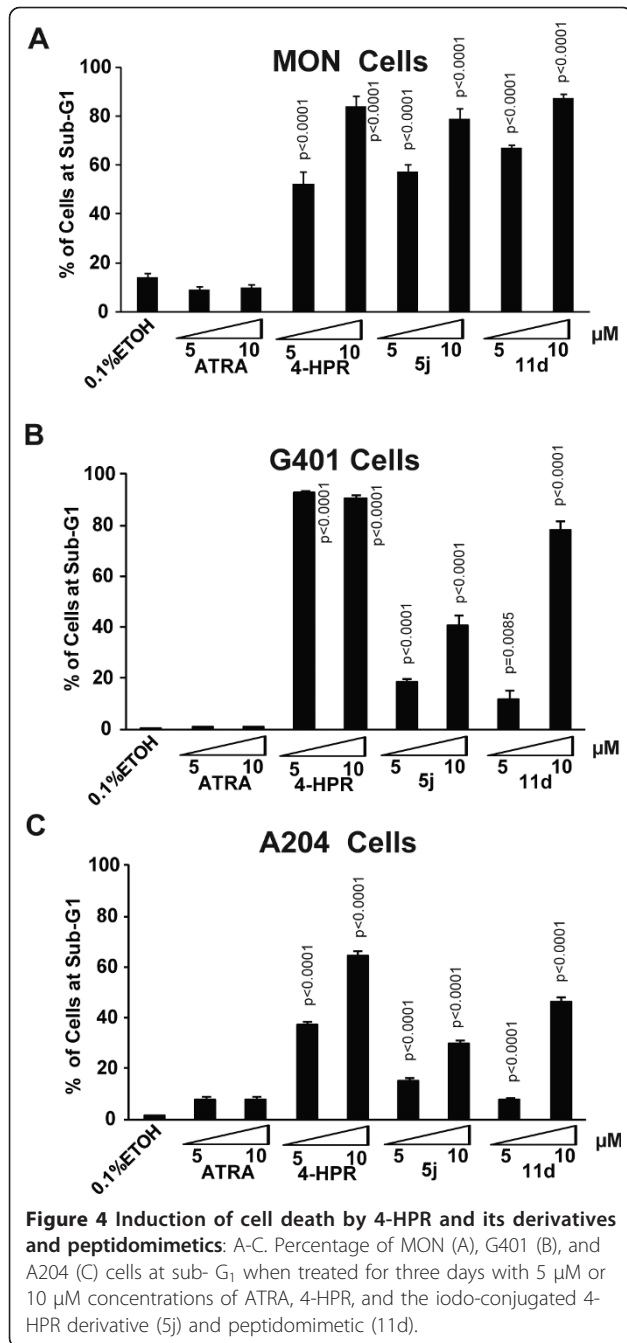 A
MON Cells
% of Cells at Sub-G1
100
80
60
40
20
0
p<0.0001
p<0.0001
p<0.0001
p<0.0001
p<0.0001
p<0.0001
0.1%ETOH
5 10 5 10 5 10 5 10 µM
ATRA 4-HPR 5j 11d
B
G401 Cells
% of Cells at Sub-G1
100
80
60
40
20
0
p<0.0001
p<0.0001
p<0.0001
p<0.0001
p=0.0085
p<0.0001
0.1%ETOH
5 10 5 10 5 10 5 10 µM
ATRA 4-HPR 5j 11d
C
A204 Cells
% of Cells at Sub-G1
100
80
60
40
20
0
p<0.0001
p<0.0001
p<0.0001
p<0.0001
p<0.0001
p<0.0001
0.1%ETOH
5 10 5 10 5 10 5 10 µM
ATRA 4-HPR 5j 11d
Figure 4 Induction of cell death by 4-HPR and its derivatives
and peptidomimetics: A-C. Percentage of MON (A), G401 (B), and
A204 (C) cells at sub- G₁ when treated for three days with 5 µM or
10 µM concentrations of ATRA, 4-HPR, and the iodo-conjugated 4-
HPR derivative (5j) and peptidomimetic (11d).